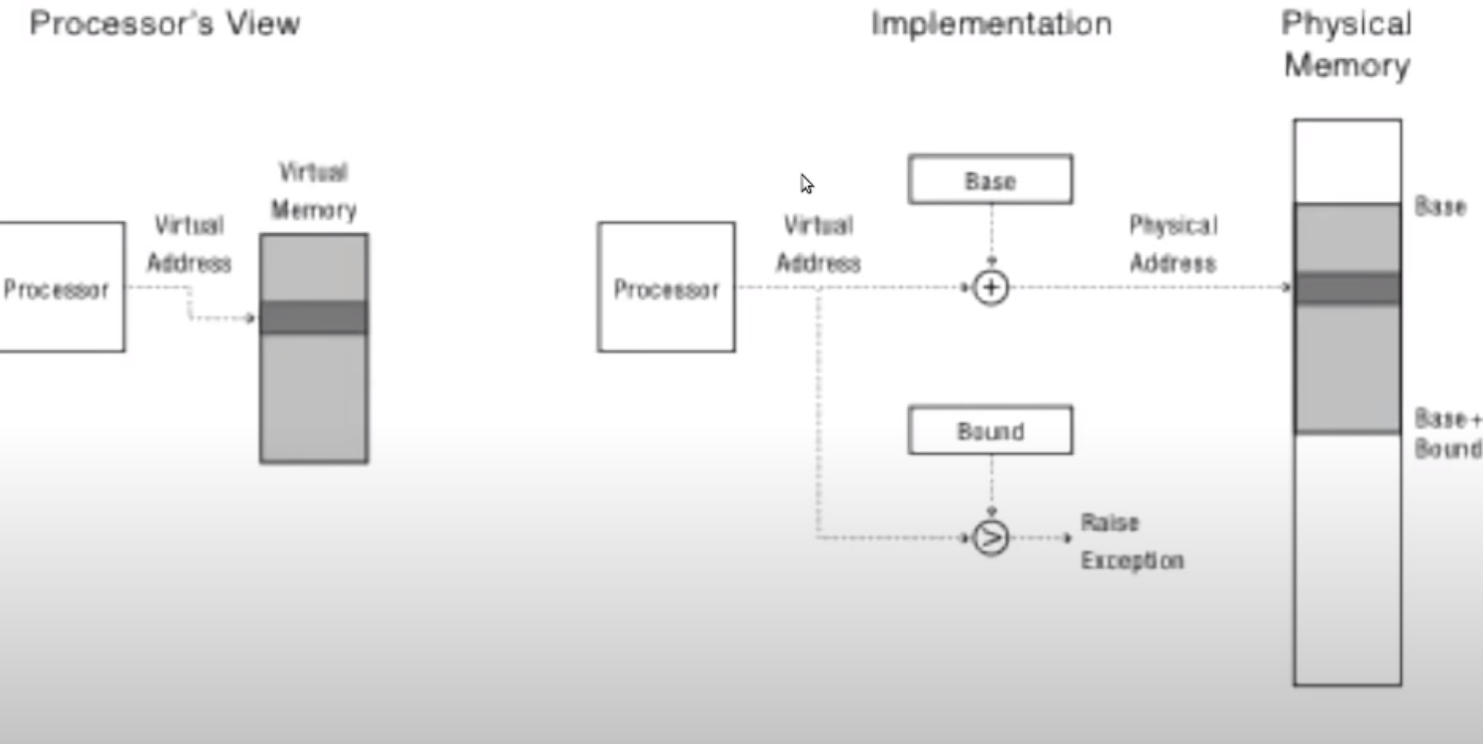 Processor's View
Implementation
Physical
Memory
Virtual
Memory
Virtual
Address
Processor
Processor
Virtual
Address
Base
Physical
Address
Base
Bound
Base+
Bound
Raise
Exception